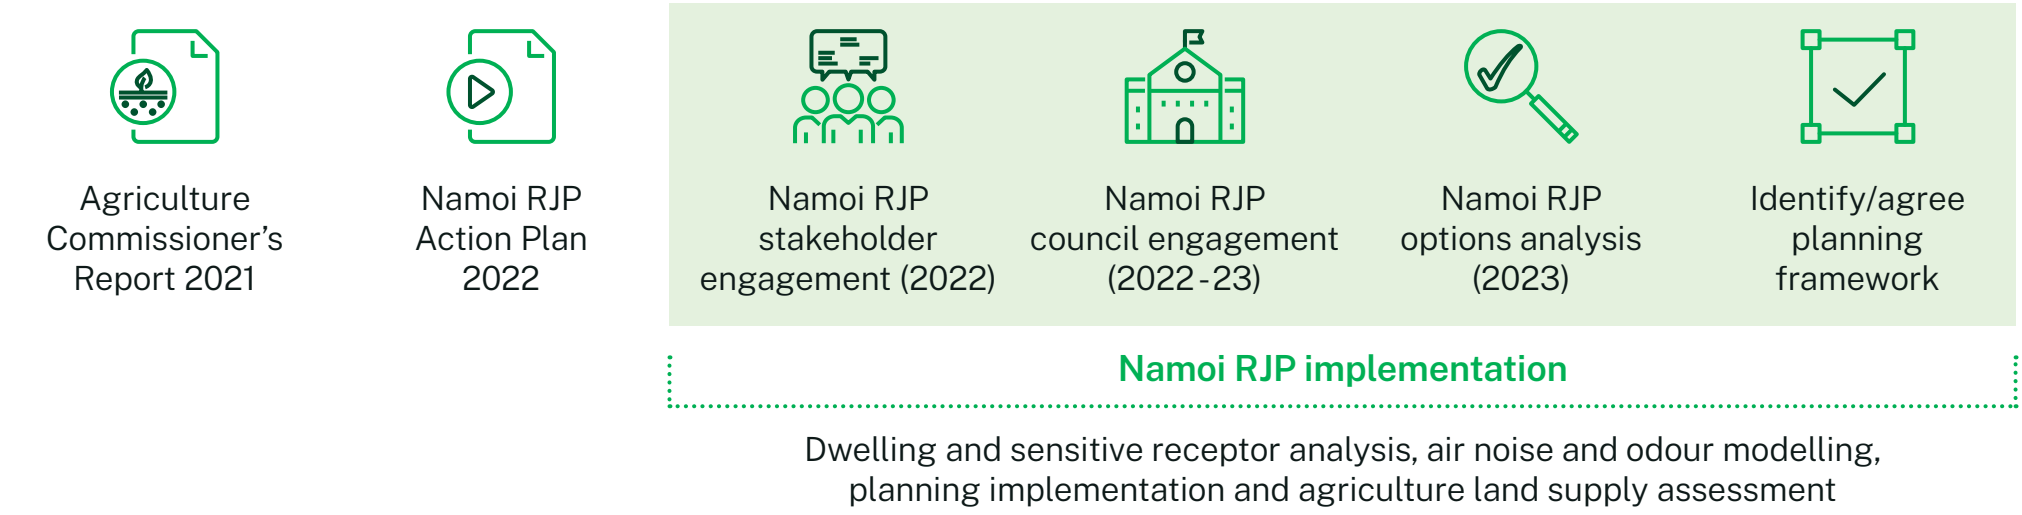 Agriculture
Commissioner’s
Report 2021
Namoi RJP
Action Plan
2022
Namoi RJP
stakeholder
engagement (2022)
Namoi RJP
council engagement
(2022-23)
Namoi RJP
options analysis
(2023)
Identify/agree
planning
framework
Namoi RJP implementation
Dwelling and sensitive receptor analysis, air noise and odour modelling,
planning implementation and agriculture land supply assessment